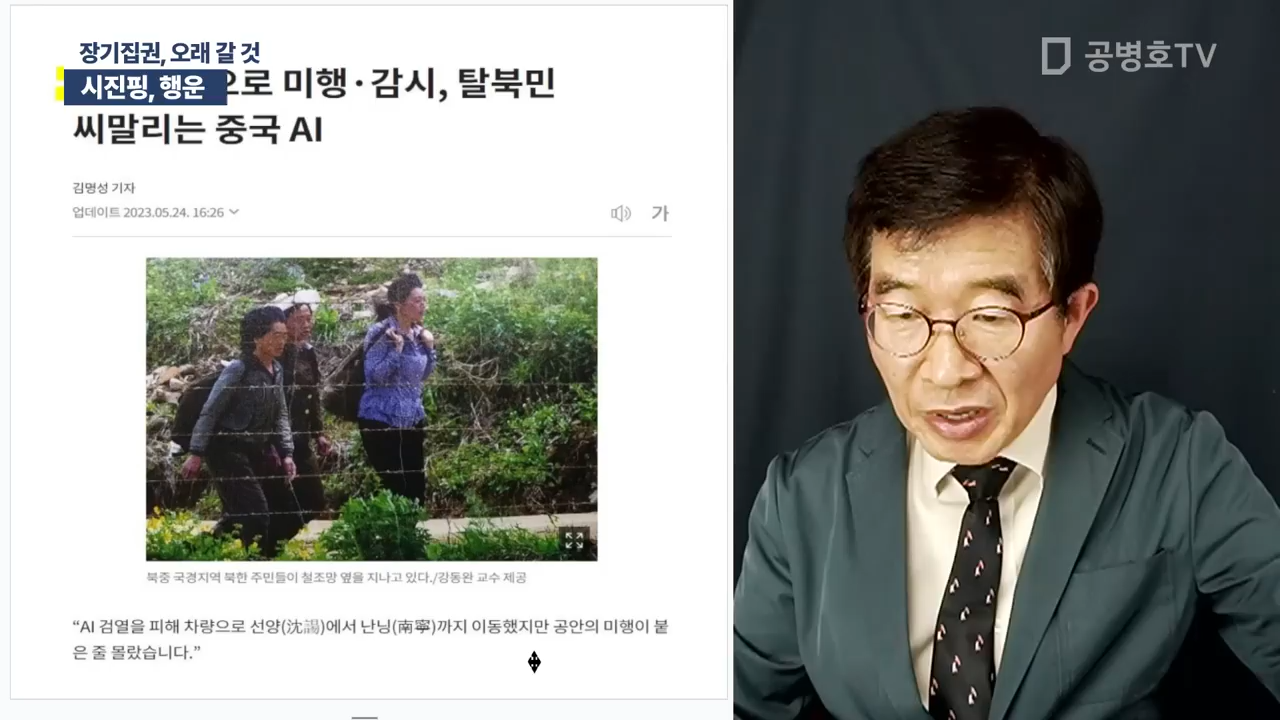 장기집권, 오래 갈 것
시진핑, 행운
으로 미행·감시, 탈북민
씨말리는 중국 AI
김명성 기자
업데이트 2023.05.24. 16:26
가
북중 국경지역 북한 주민들이 철조망 옆을 지나고 있다./강동완 교수 제공
“AI 검열을 피해 차량으로 선양(沈陽)에서 난닝(南寧)까지 이동했지만 공안의 미행이 붙
은 줄 몰랐습니다.”
공병호TV